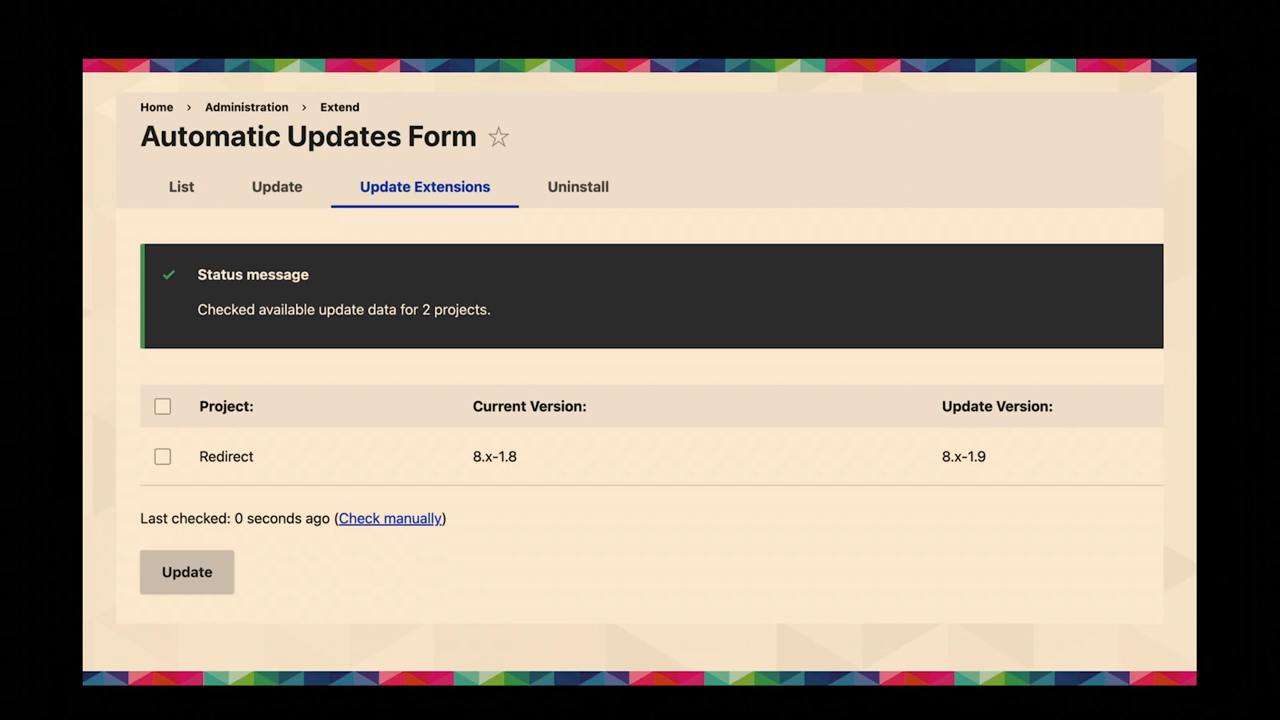 Home › Administration › Extend
Automatic Updates Form
List Update Update Extensions Uninstall
Status message
Checked available update data for 2 projects.
Project: Current Version: Update Version:
Redirect 8.x-1.8 8.x-1.9
Last checked: 0 seconds ago (Check manually)
Update